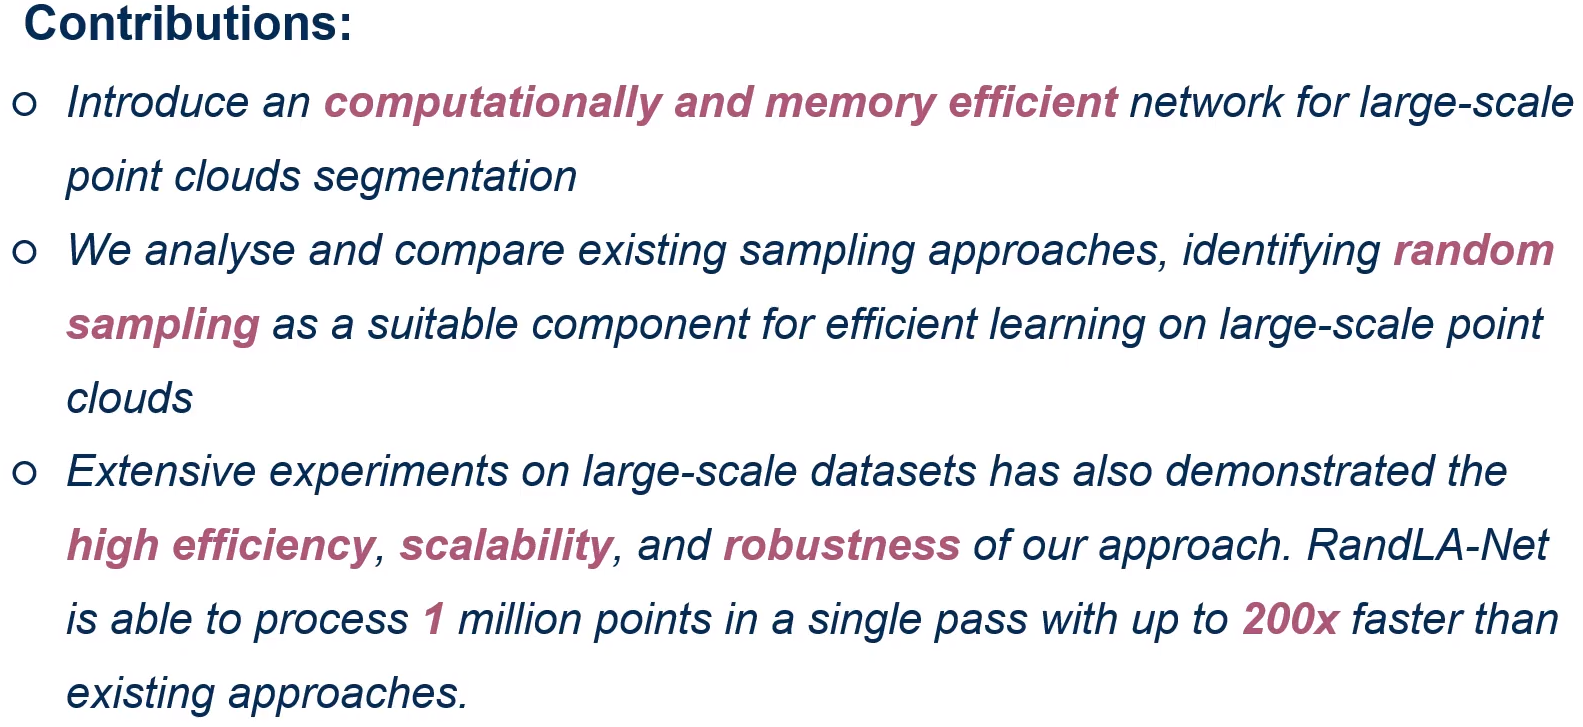 Contributions:
○ Introduce an computationally and memory efficient network for large-scale
point clouds segmentation
○ We analyse and compare existing sampling approaches, identifying random
sampling as a suitable component for efficient learning on large-scale point
clouds
○ Extensive experiments on large-scale datasets has also demonstrated the
high efficiency, scalability, and robustness of our approach. RandLA-Net
is able to process 1 million points in a single pass with up to 200x faster than
existing approaches.